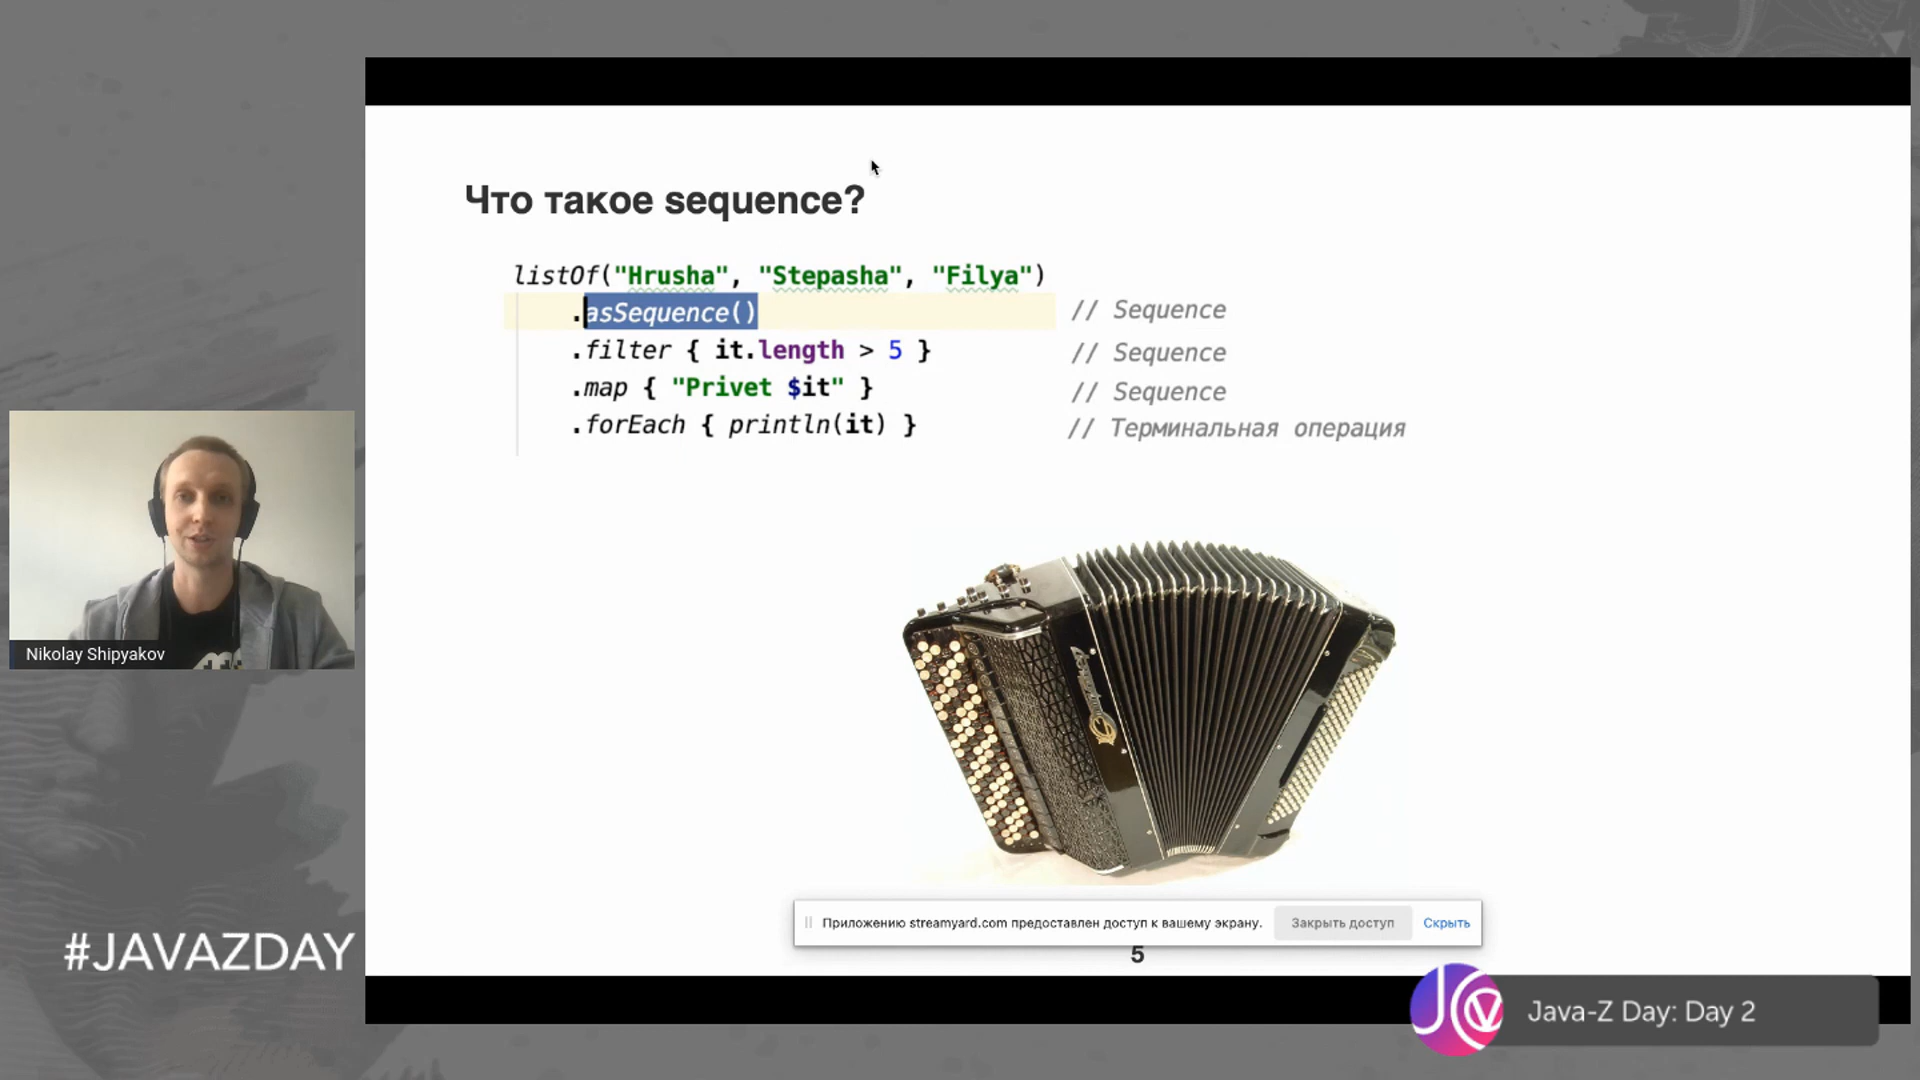 Что такое sequence?
listOf("Hrusha", "Stepasha", "Filya")
.asSequence() // Sequence
.filter { it.length > 5 } // Sequence
.map { "Privet $it" } // Sequence
.forEach { println(it) } // Терминальная операция
Nikolay Shipyakov
Приложению streamyard.com предоставлен доступ к вашему экрану. Закрыть доступ Скрыть
5
#JAVAZDAY
Java-Z Day: Day 2